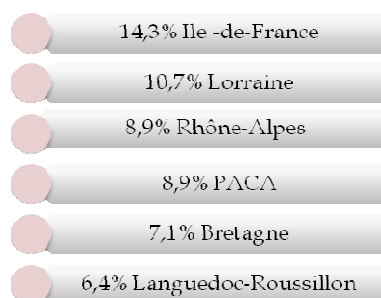 14,3% Ile -de-France
10,7% Lorraine
8,9% Rhône-Alpes
8,9% PACA
7,1% Bretagne
6,4% Languedoc-Roussillon